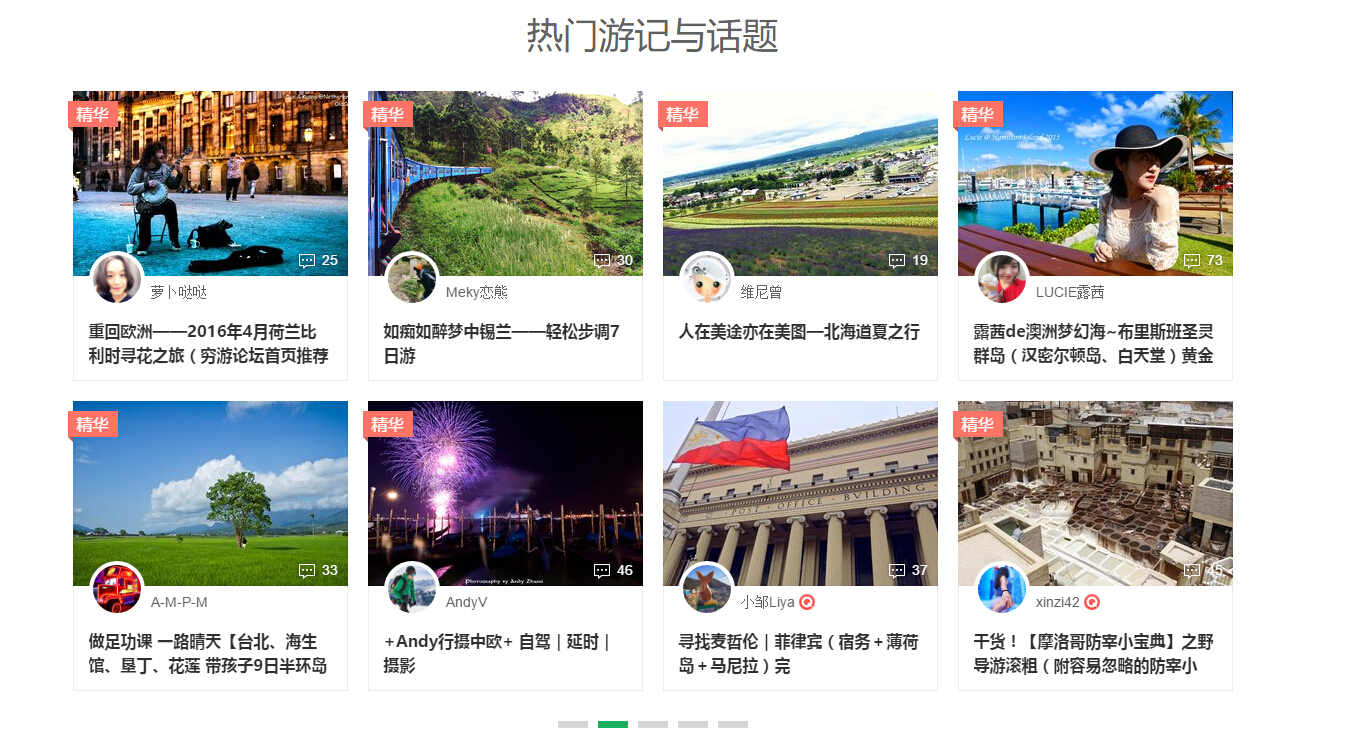 热门游记与话题
精华
精华
精华
精华
Lucie @ Hamilton Island 2015
25
30
19
73
萝卜哒哒
Meky恋熊
维尼曾
LUCIE露茜
重回欧洲——2016年4月荷兰比
利时寻花之旅（穷游论坛首页推荐
如痴如醉梦中锡兰——轻松步调7
日游
人在美途亦在美图—北海道夏之行
露茜de澳洲梦幻海~布里斯班圣灵
群岛（汉密尔顿岛、白天堂）黄金
精华
精华
精华
POST · OFFICE · BUILDING
33
46
37
45
Photography by Andy Zhang
A-M-P-M
AndyV
小邹Liya
xinzi42
做足功课 一路晴天【台北、海生
馆、垦丁、花莲 带孩子9日半环岛
+Andy行摄中欧+ 自驾｜延时｜
摄影
寻找麦哲伦｜菲律宾（宿务＋薄荷
岛＋马尼拉）完
干货！【摩洛哥防宰小宝典】之野
导游滚粗（附容易忽略的防宰小